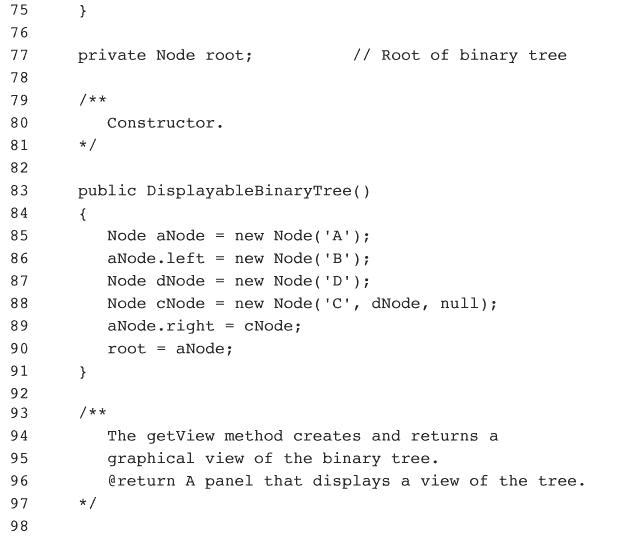 75     }
76
77     private Node root;          // Root of binary tree
78
79     /**
80        Constructor.
81     */
82
83     public DisplayableBinaryTree()
84     {
85        Node aNode = new Node('A');
86        aNode.left = new Node('B');
87        Node dNode = new Node('D');
88        Node cNode = new Node('C', dNode, null);
89        aNode.right = cNode;
90        root = aNode;
91     }
92
93     /**
94        The getView method creates and returns a
95        graphical view of the binary tree.
96        @return A panel that displays a view of the tree.
97     */
98